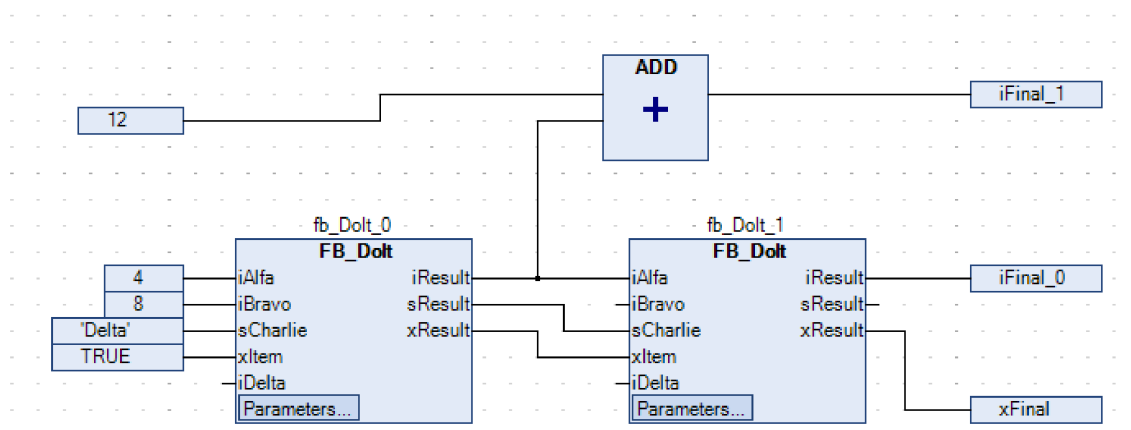 ADD
+
iFinal_1
12
fb_DoIt_0
fb_DoIt_1
FB_DoIt
FB_DoIt
4
iAlfa
iResult
iAlfa
iResult
iFinal_0
8
iBravo
sResult
iBravo
sResult
'Delta'
sCharlie
xResult
sCharlie
xResult
TRUE
xItem
xItem
iDelta
iDelta
Parameters...
Parameters...
xFinal